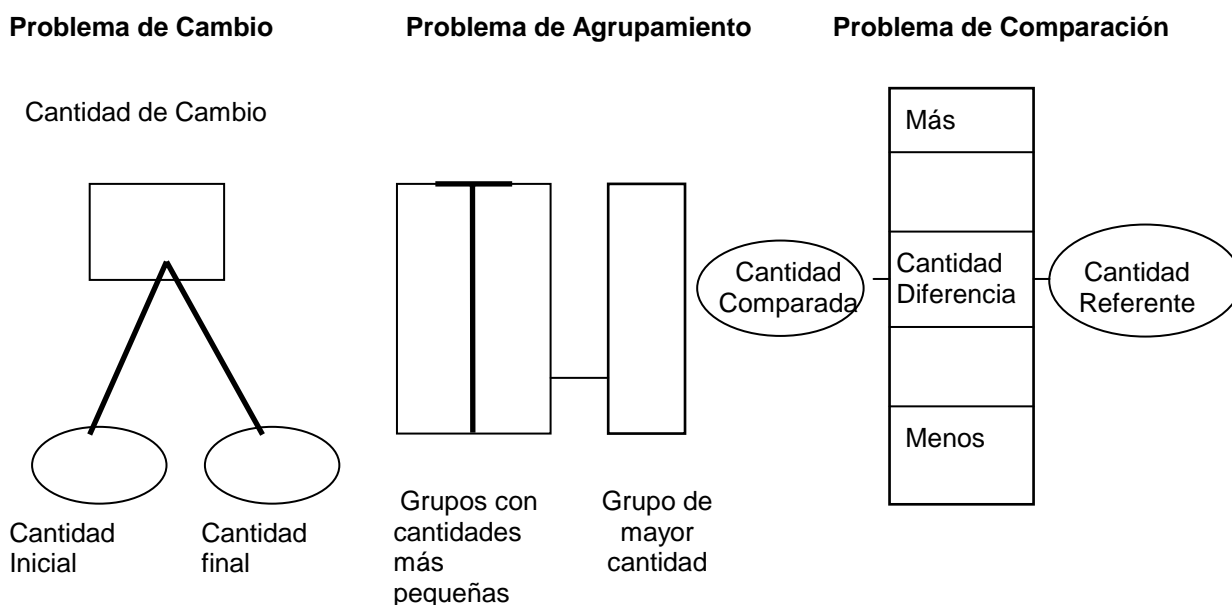 Problema de Cambio
Problema de Agrupamiento
Problema de Comparación
Cantidad de Cambio
Cantidad
Inicial
Cantidad
final
Grupos con
cantidades
más
pequeñas
Grupo de
mayor
cantidad
Cantidad
Comparada
Más
Cantidad
Diferencia
Menos
Cantidad
Referente